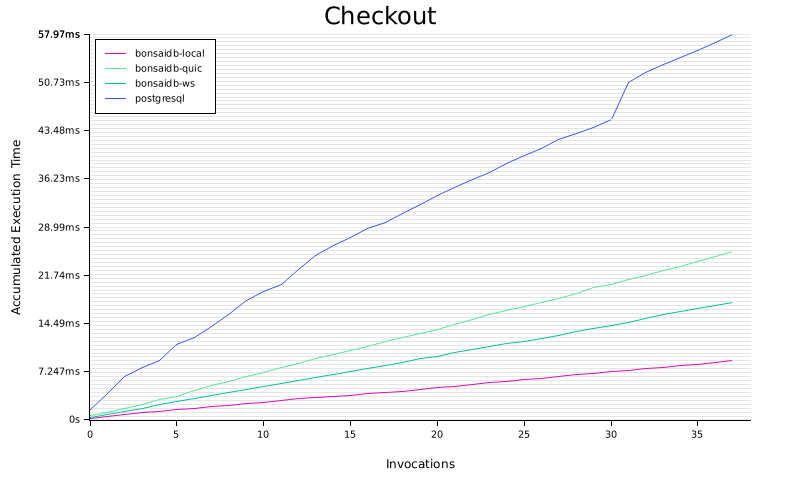 Checkout
57.97ms
50.73ms
43.48ms
36.23ms
28.99ms
21.74ms
14.49ms
7.247ms
0s
bonsaidb-local
bonsaidb-quic
bonsaidb-ws
postgresql
Accumulated Execution Time
0 5 10 15 20 25 30 35
Invocations